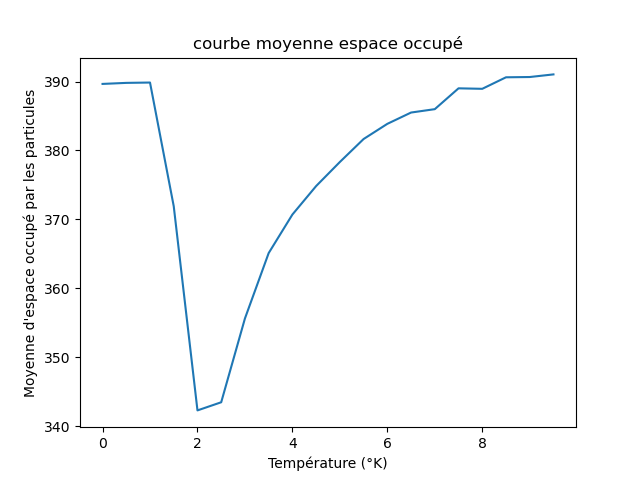 courbe moyenne espace occupé
Moyenne d'espace occupé par les particules
390
380
370
360
350
340
0 2 4 6 8
Température (°K)